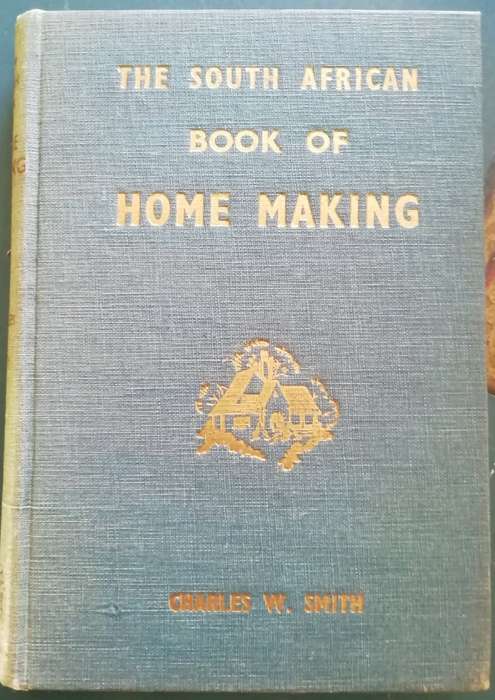 THE SOUTH AFRICAN
BOOK OF
HOME MAKING
CHARLES W. SMITH